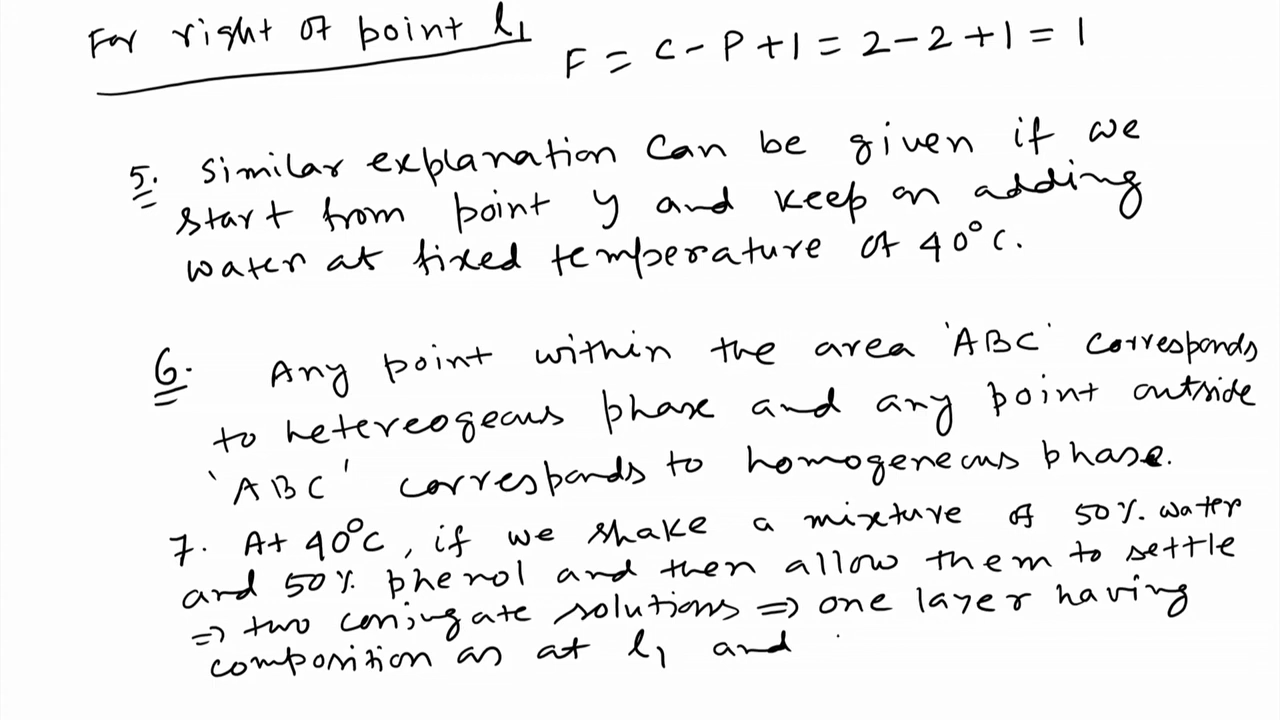 For right of point l₁
F = C - P + 1 = 2 - 2 + 1 = 1
5. Similar explanation can be given if we
start from point y and keep on adding
water at fixed temperature of 40°C.
6. Any point within the area 'ABC' corresponds
to hetereogeous phase and any point outside
'ABC' corresponds to homogeneous phase.
7. At 40°C, if we shake a mixture of 50% water
and 50% phenol and then allow them to settle
⇒ two conjugate solutions ⇒ one layer having
composition as at l₁ and